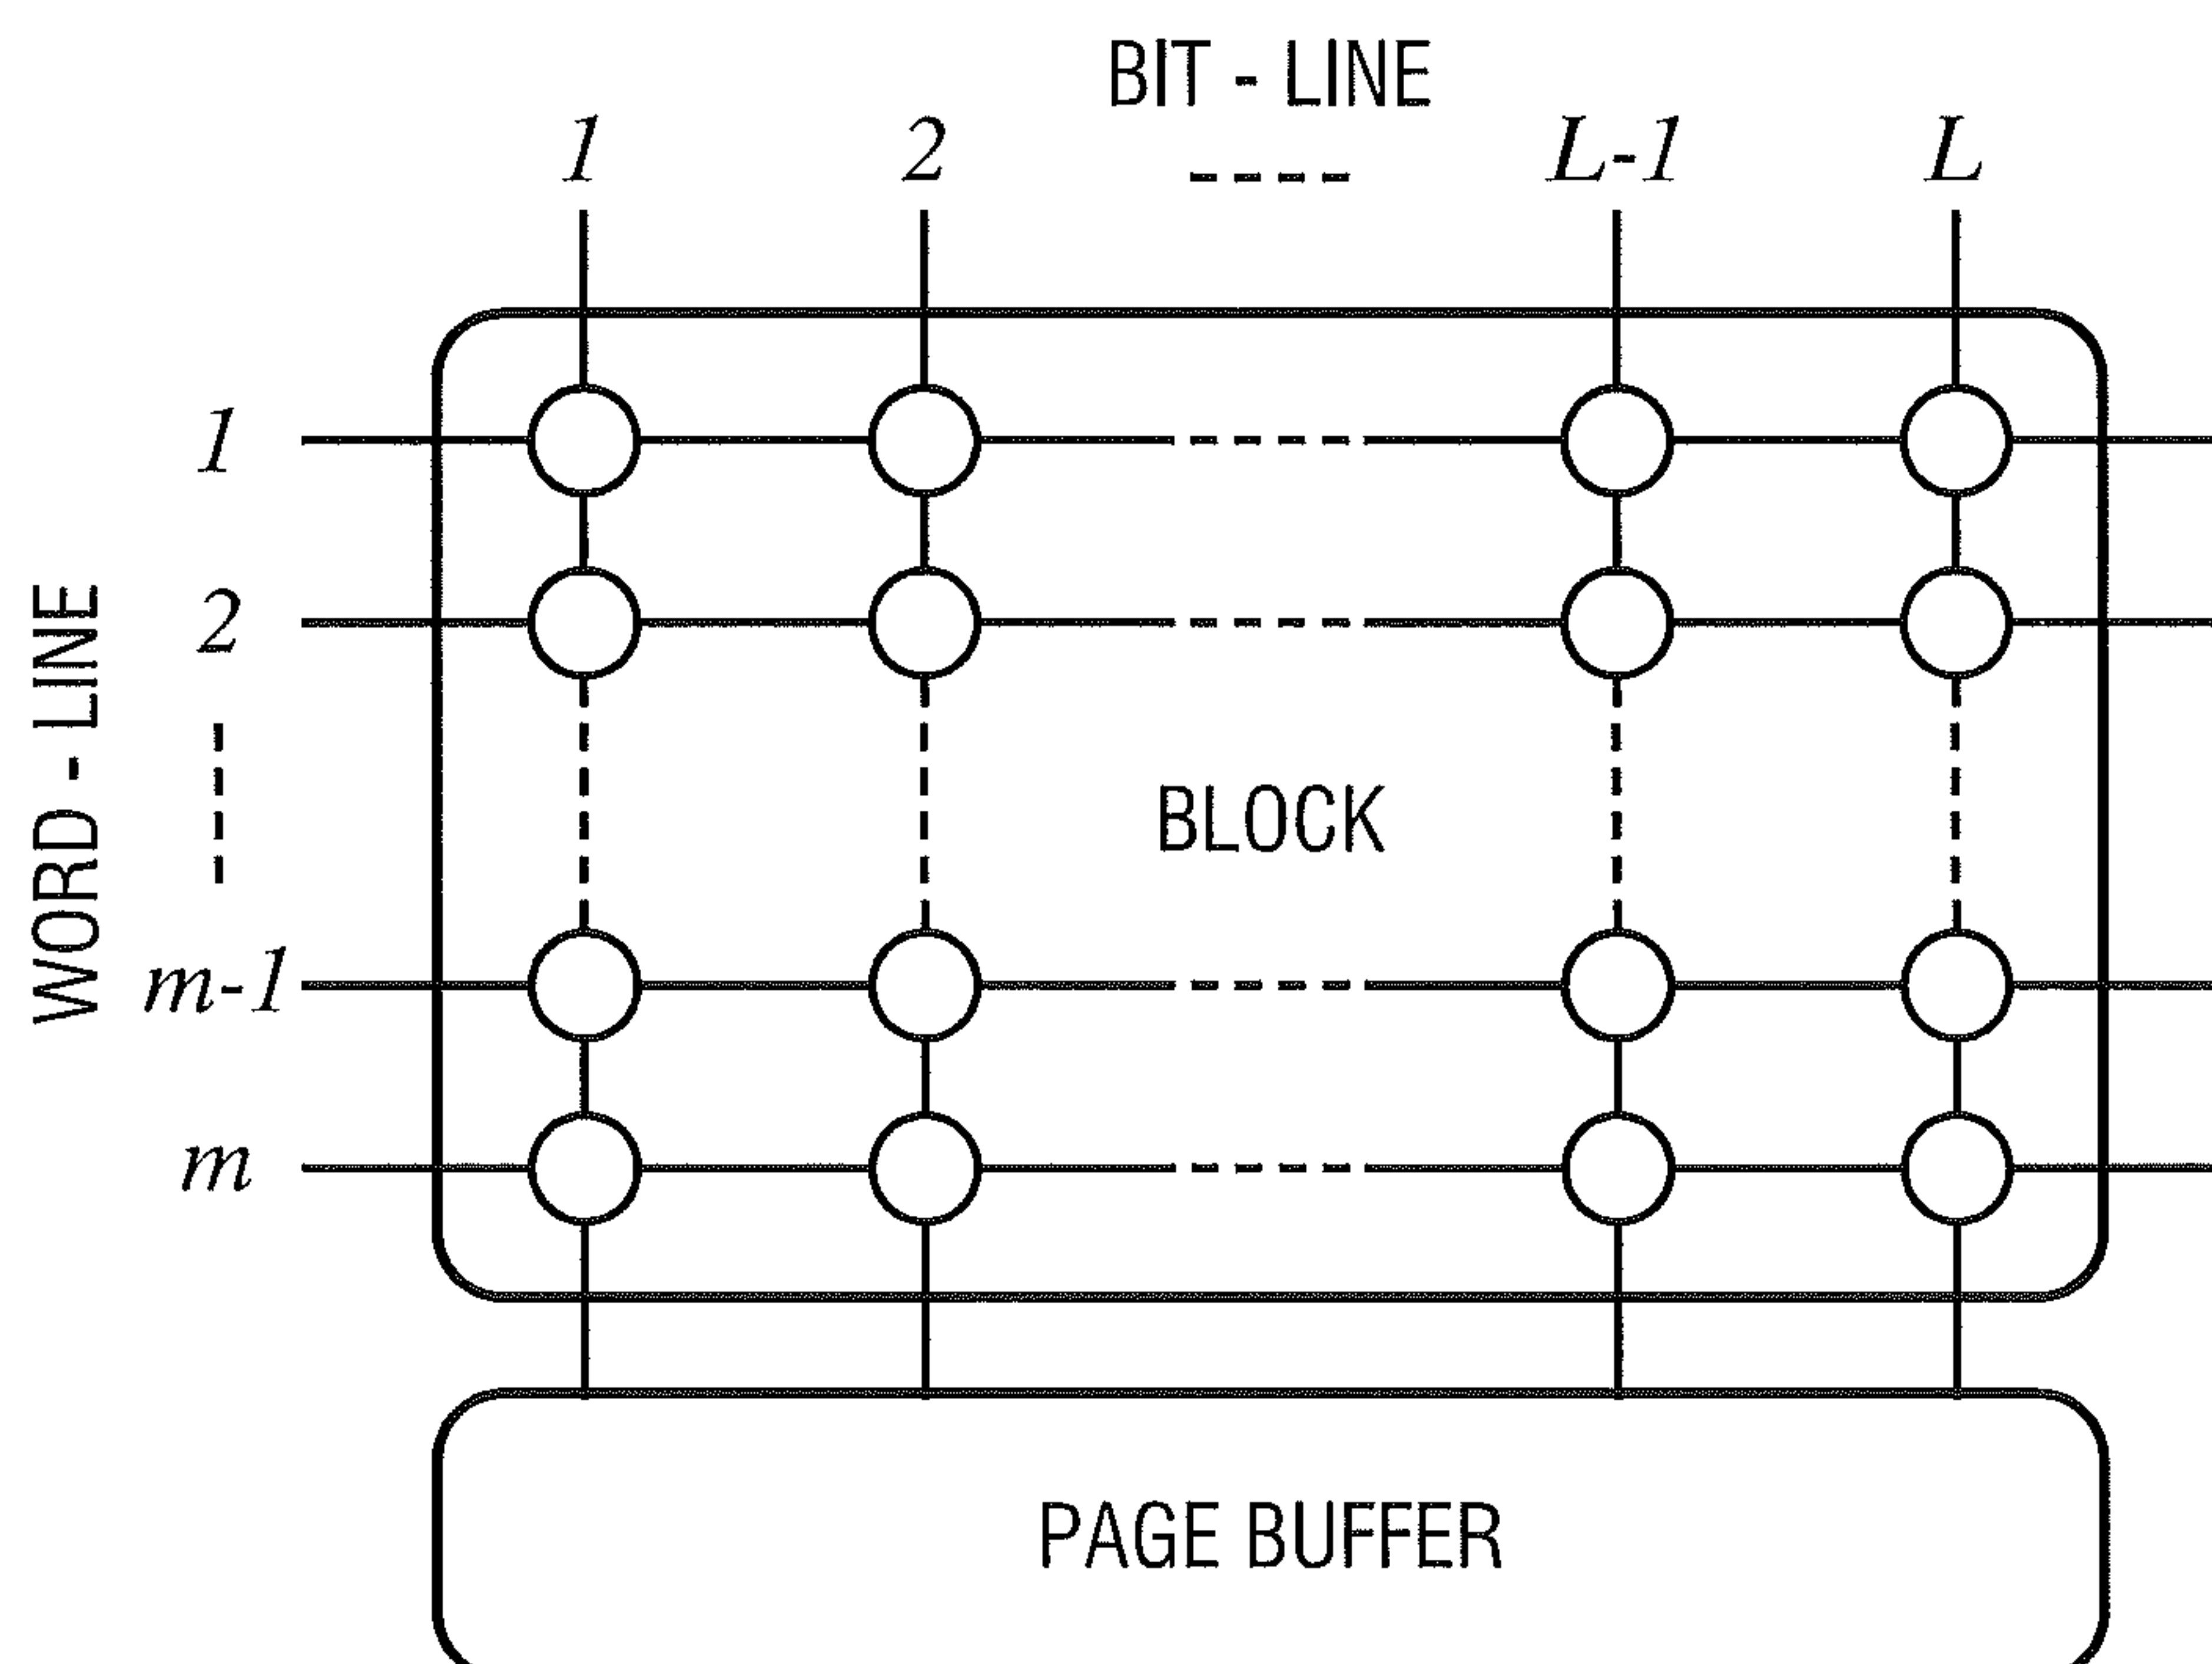 BIT - LINE
1 2 L-1 L
WORD - LINE
1
2
m-1
m
BLOCK
PAGE BUFFER